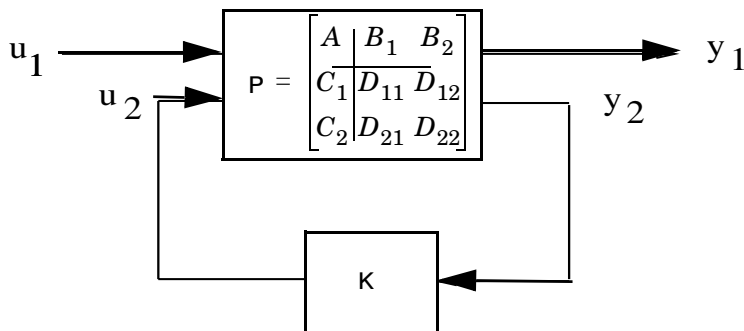 u1 P = [ A | B1 B2 y1
u2 C1 | D11 D12 y2
C2 | D21 D22 ]
K